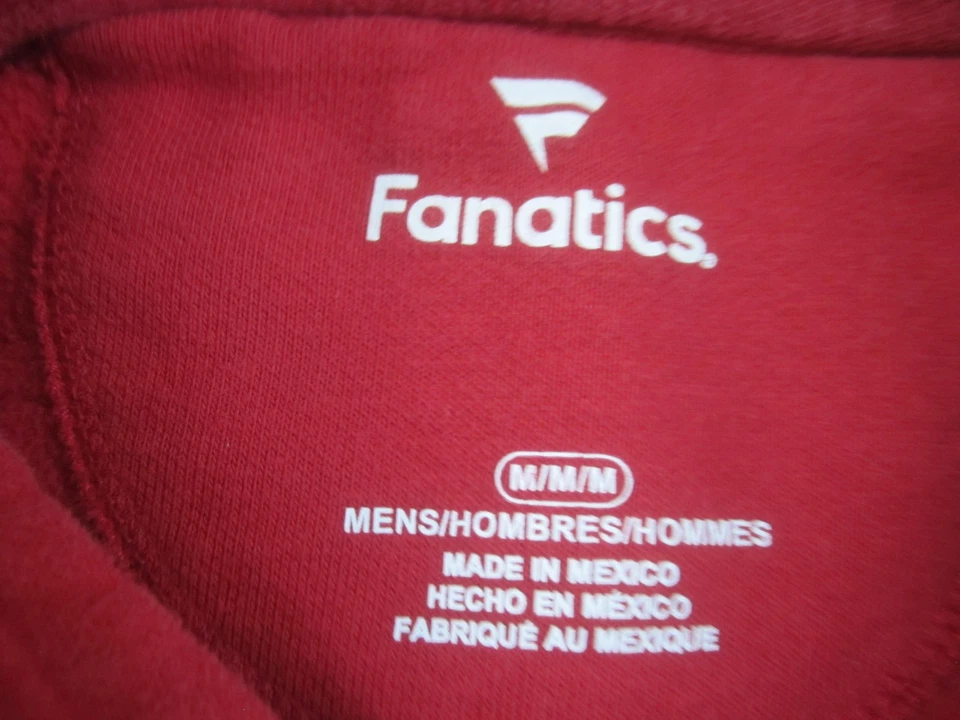 Fanatics®
M/M/M
MENS/HOMBRES/HOMMES
MADE IN MEXICO
HECHO EN MÉXICO
FABRIQUÉ AU MEXIQUE